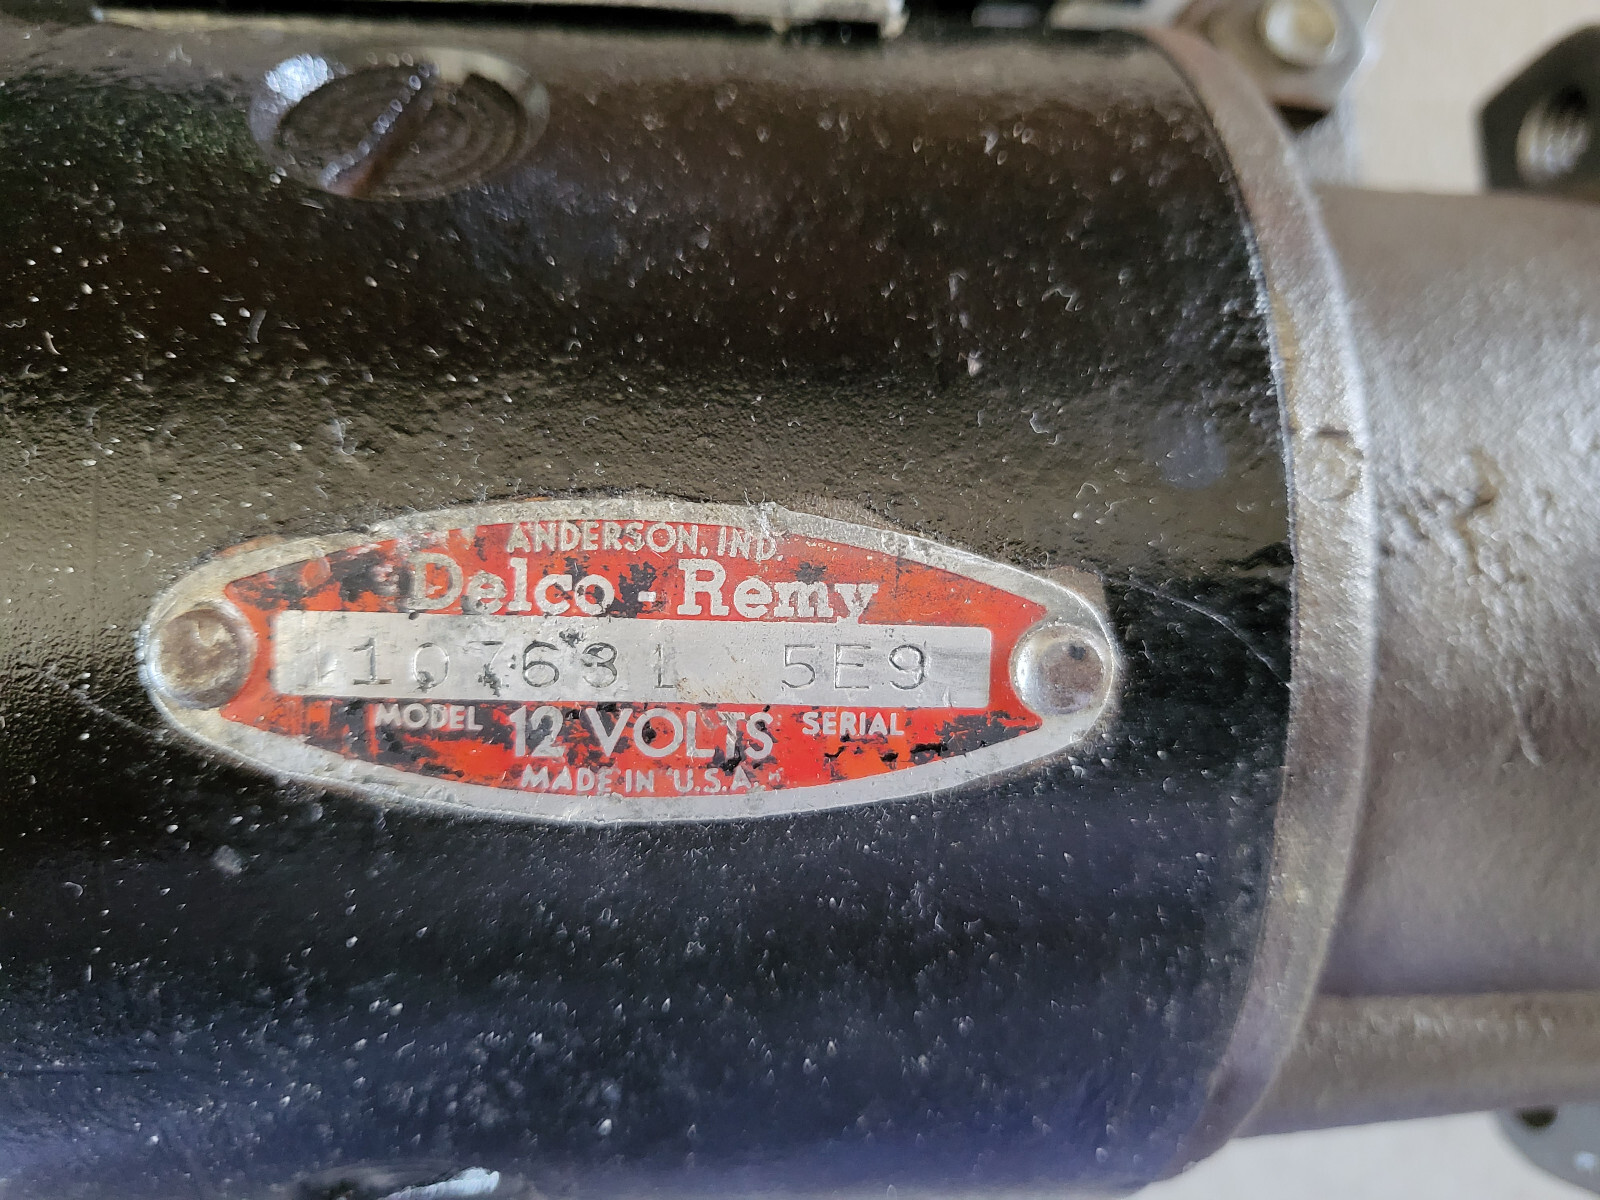 ANDERSON, IND.
Delco-Remy
1107631 5E9
MODEL 12 VOLTS SERIAL
MADE IN U.S.A.